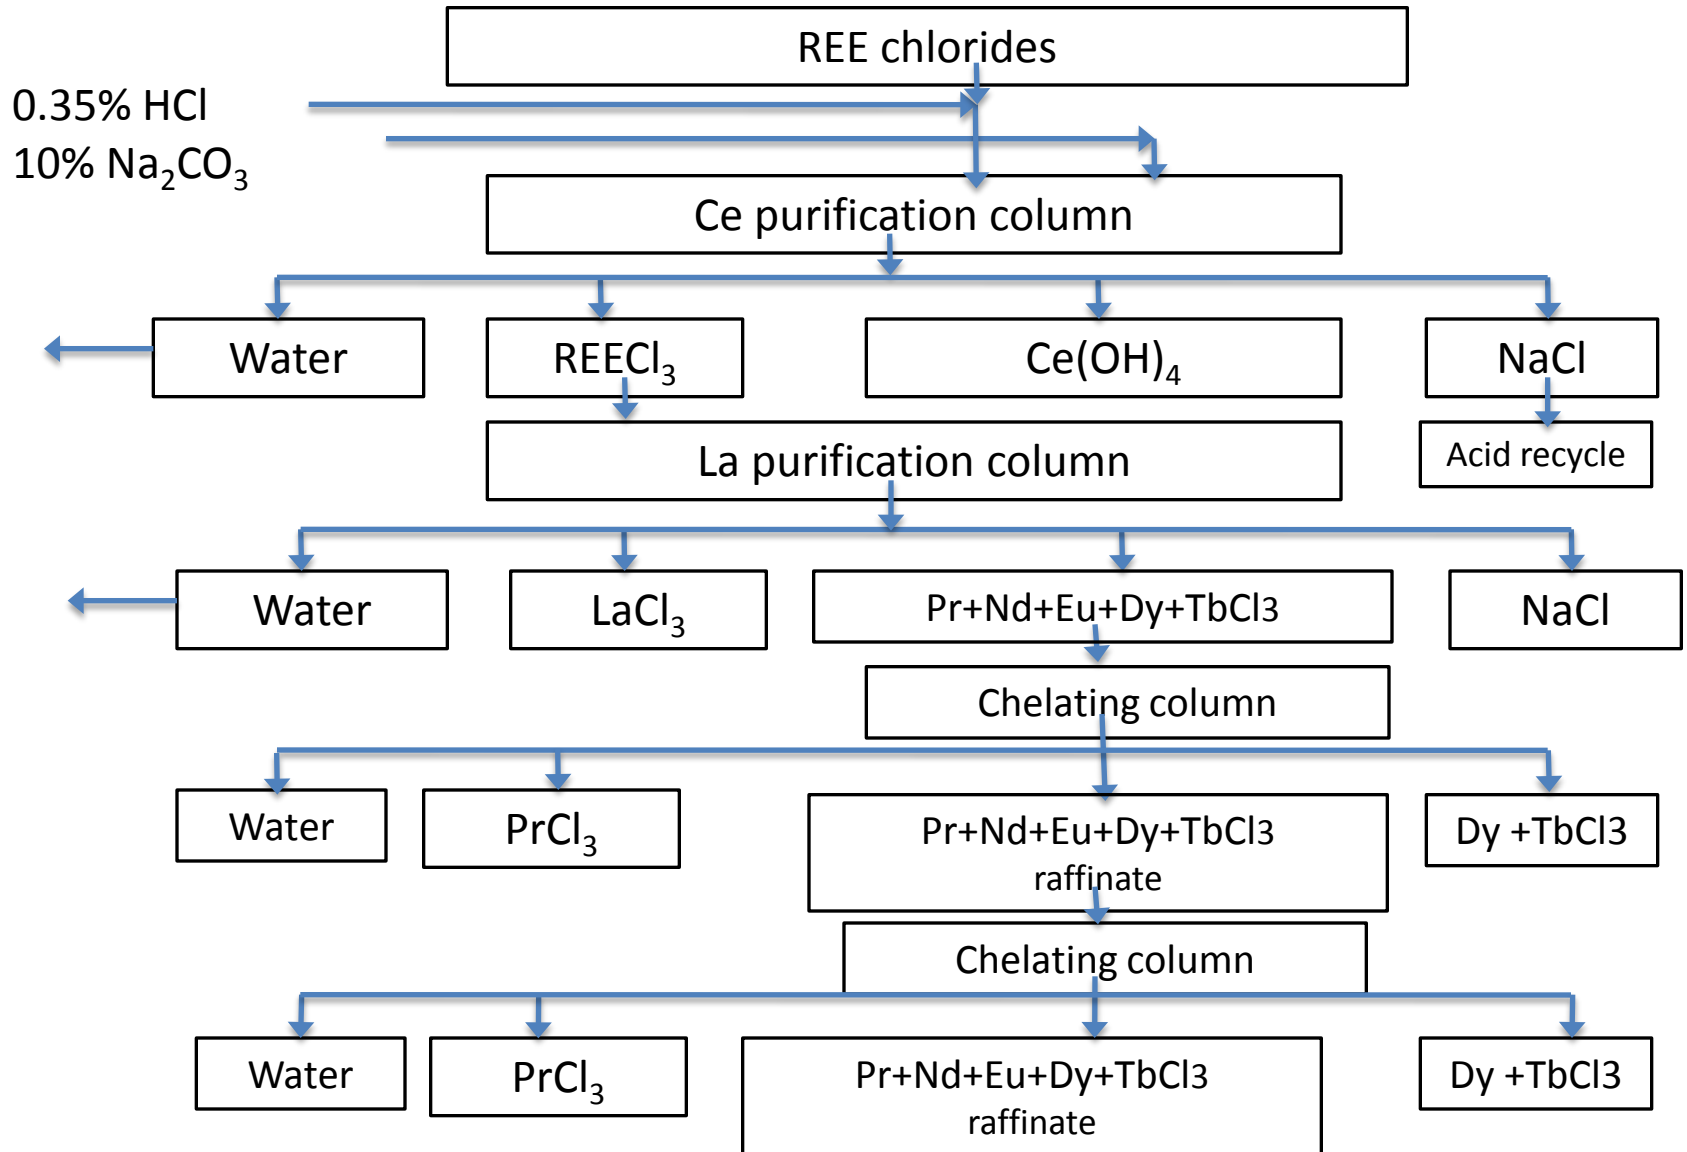 REE chlorides
0.35% HCl
10% Na₂CO₃
Ce purification column
Water
REECl₃
Ce(OH)₄
NaCl
La purification column
Acid recycle
Water
LaCl₃
Pr+Nd+Eu+Dy+TbCl3
NaCl
Chelating column
Water
PrCl₃
Pr+Nd+Eu+Dy+TbCl3
raffinate
Dy +TbCl3
Chelating column
Water
PrCl₃
Pr+Nd+Eu+Dy+TbCl3
raffinate
Dy +TbCl3